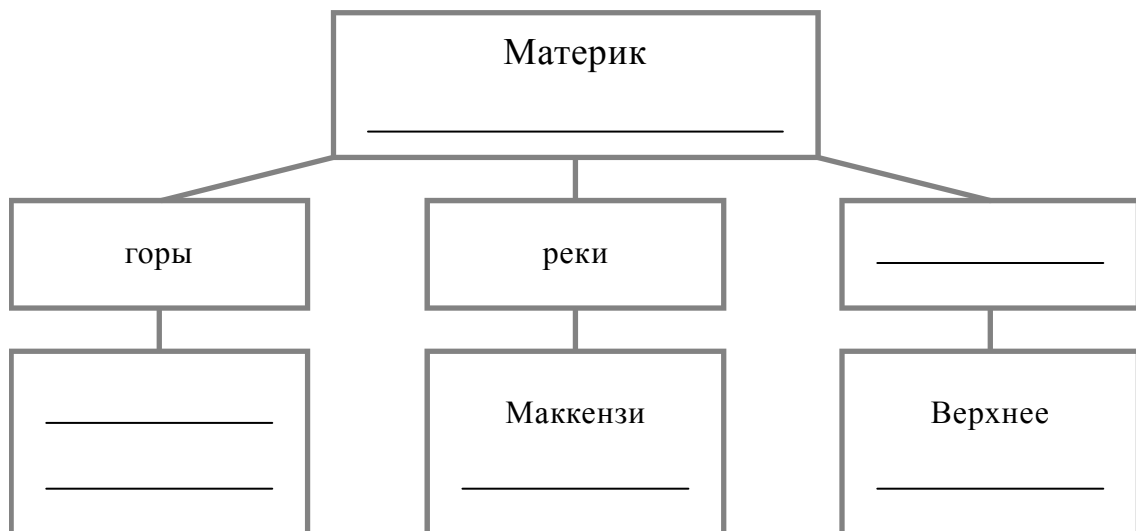 Материк
горы
реки
Маккензи
Верхнее